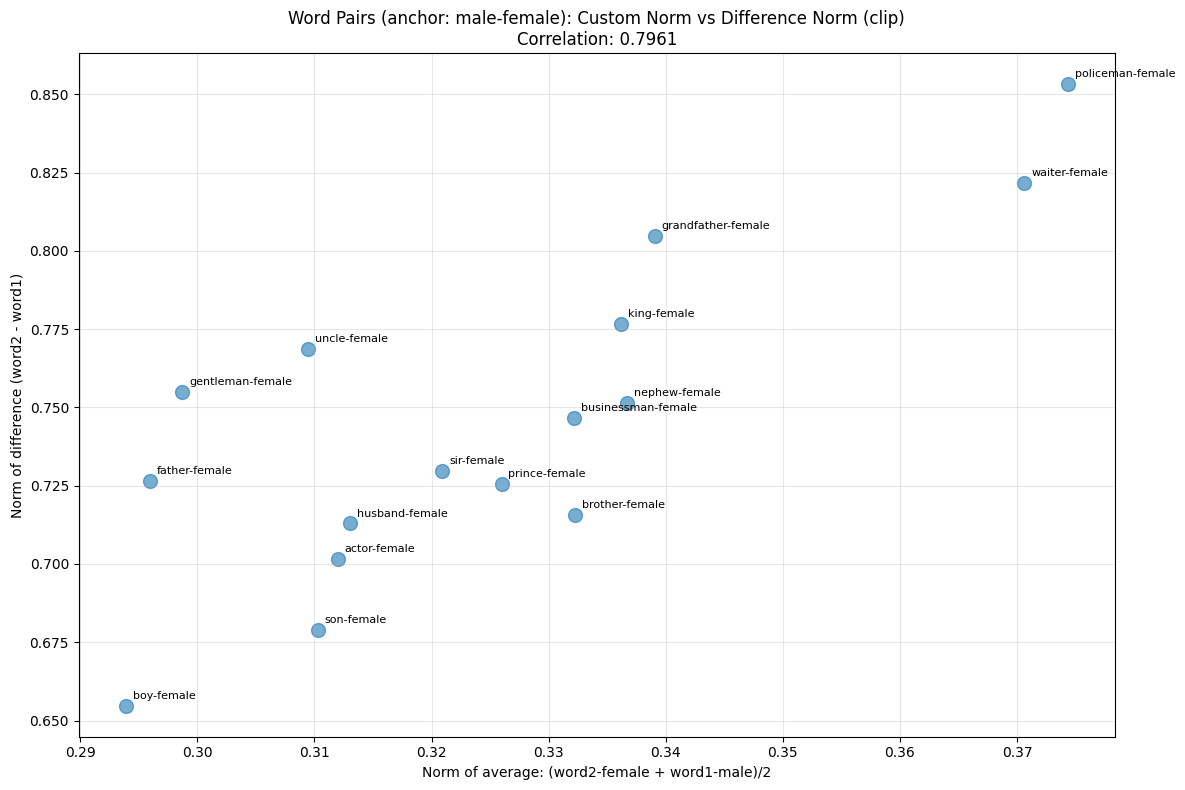 Word Pairs (anchor: male-female): Custom Norm vs Difference Norm (clip)
Correlation: 0.7961
policeman-female
0.850
waiter-female
0.825
grandfather-female
0.800
king-female
0.775
uncle-female
gentleman-female
nephew-female
0.750
businessman-female
sir-female
prince-female
father-female
0.725
brother-female
husband-female
actor-female
0.700
son-female
0.675
boy-female
0.650
Norm of difference (word2 - word1)
0.29 0.30 0.31 0.32 0.33 0.34 0.35 0.36 0.37
Norm of average: (word2-female + word1-male)/2